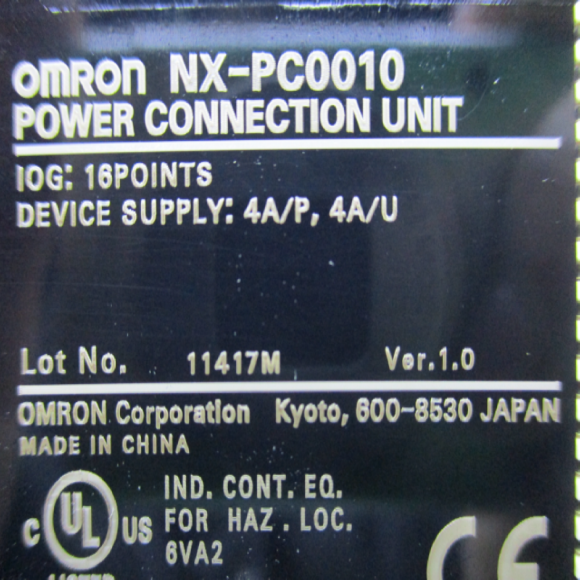 OMRON NX-PC0010
POWER CONNECTION UNIT
IOG: 16POINTS
DEVICE SUPPLY: 4A/P, 4A/U
Lot No. 11417M Ver.1.0
OMRON Corporation Kyoto, 600-8530 JAPAN
MADE IN CHINA
IND. CONT. EQ.
C UL US FOR HAZ. LOC.
6VA2
LISTED
CE